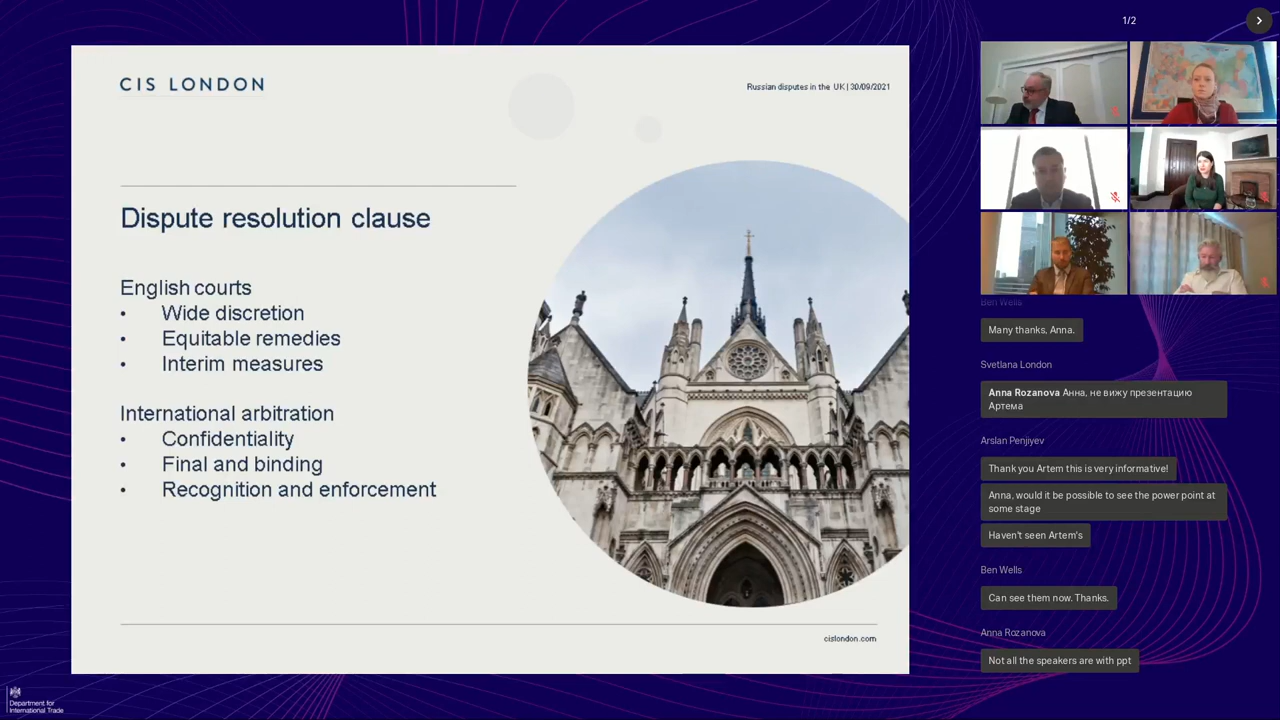 1/2
CIS LONDON
Russian disputes in the UK | 30/09/2021
Dispute resolution clause
English courts
• Wide discretion
• Equitable remedies
• Interim measures
International arbitration
• Confidentiality
• Final and binding
• Recognition and enforcement
cislondon.com
Ben Wells
Many thanks, Anna.
Svetlana London
Anna Rozanova Анна, не вижу презентацию
Артема
Arslan Penjiyev
Thank you Artem this is very informative!
Anna, would it be possible to see the power point at
some stage
Haven't seen Artem's
Ben Wells
Can see them now. Thanks.
Anna Rozanova
Not all the speakers are with ppt
Department for
International Trade